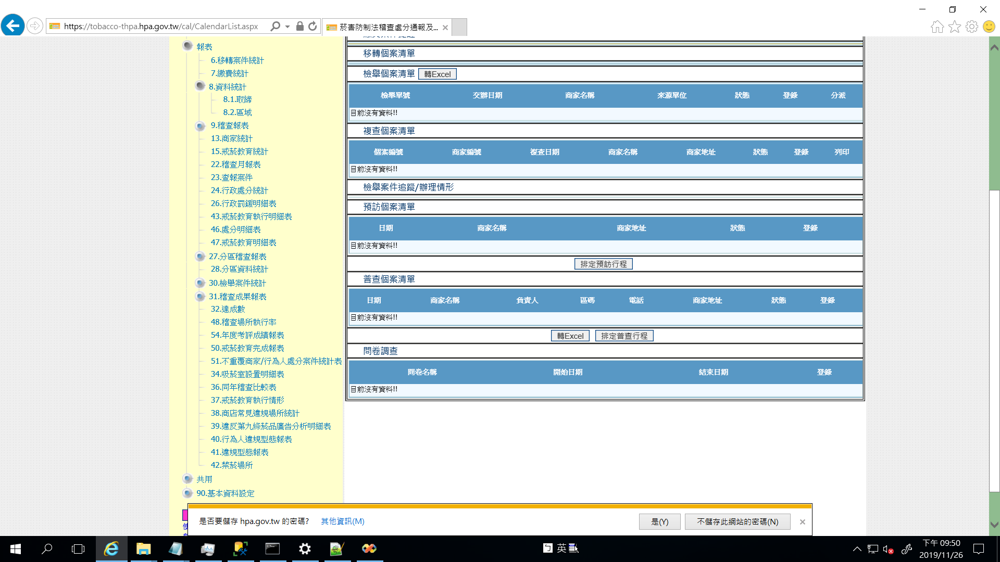 https://tobacco-thpa.hpa.gov.tw/cal/CalendarList.aspx
菸害防制法稽查處分通報及...
報表
6.移轉案件統計
7.繳費統計
8.資料統計
8.1.取締
8.2.區域
9.稽查報表
13.商家統計
15.戒菸教育統計
22.稽查月報表
23.查報案件
24.行政處分統計
26.行政罰鍰明細表
43.戒菸教育執行明細表
46.處分明細表
47.戒菸教育明細表
27.分區稽查報表
28.分區資料統計
30.檢舉案件統計
31.稽查成果報表
32.達成數
48.稽查場所執行率
54.年度考評成績報表
50.戒菸教育完成報表
51.不重覆商家/行為人處分案件統計表
34.吸菸室設置明細表
36.同年稽查比較表
37.戒菸教育執行情形
38.商店常見違規場所統計
39.違反第九條菸品廣告分析明細表
40.行為人違規型態報表
41.違規型態報表
42.禁菸場所
共用
90.基本資料設定
移轉個案清單
檢舉個案清單 轉Excel
檢舉單號 交辦日期 商家名稱 來源單位 狀態 登錄 分派
目前沒有資料!!
複查個案清單
個案編號 商家編號 複查日期 商家名稱 商家地址 狀態 登錄 列印
目前沒有資料!!
檢舉案件追蹤/辦理情形
預訪個案清單
日期 商家名稱 商家地址 狀態 登錄
目前沒有資料!!
排定預訪行程
普查個案清單
日期 商家名稱 負責人 區碼 電話 商家地址 狀態 登錄
目前沒有資料!!
轉Excel 排定普查行程
問卷調查
問卷名稱 開始日期 結束日期 登錄
目前沒有資料!!
是否要儲存 hpa.gov.tw 的密碼? 其他資訊(M) 是(Y) 不儲存此網站的密碼(N)
ㄅ 英
下午 09:50
2019/11/26